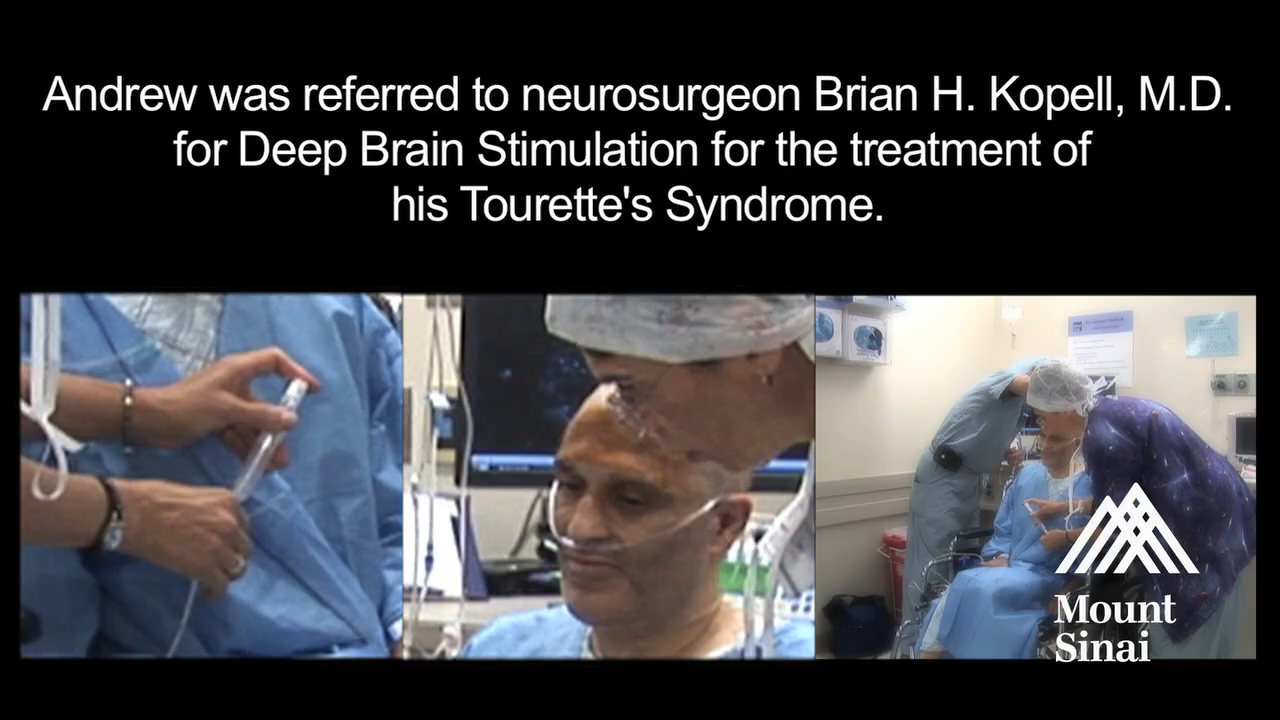 Andrew was referred to neurosurgeon Brian H. Kopell, M.D.
for Deep Brain Stimulation for the treatment of
his Tourette's Syndrome.
Mount
Sinai